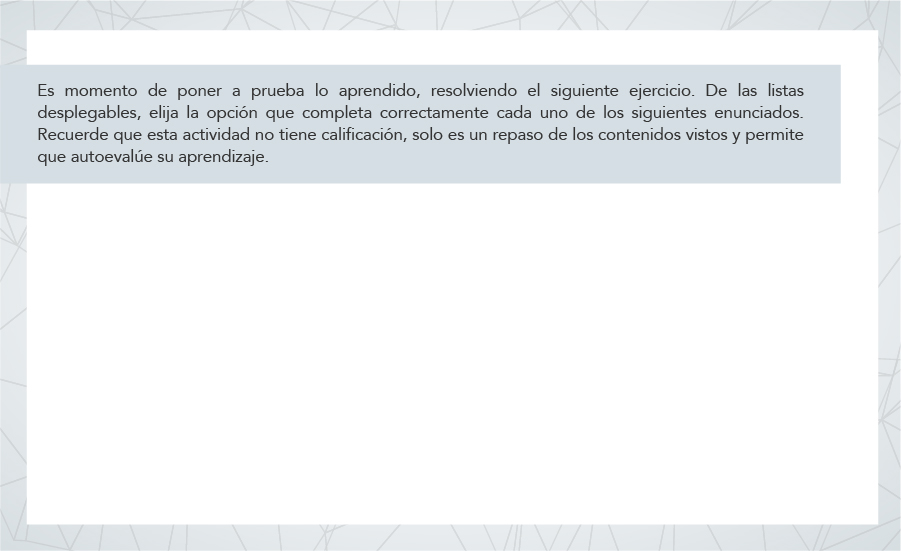 Es momento de poner a prueba lo aprendido, resolviendo el siguiente ejercicio. De las listas
desplegables, elija la opción que completa correctamente cada uno de los siguientes enunciados.
Recuerde que esta actividad no tiene calificación, solo es un repaso de los contenidos vistos y permite
que autoevalúe su aprendizaje.